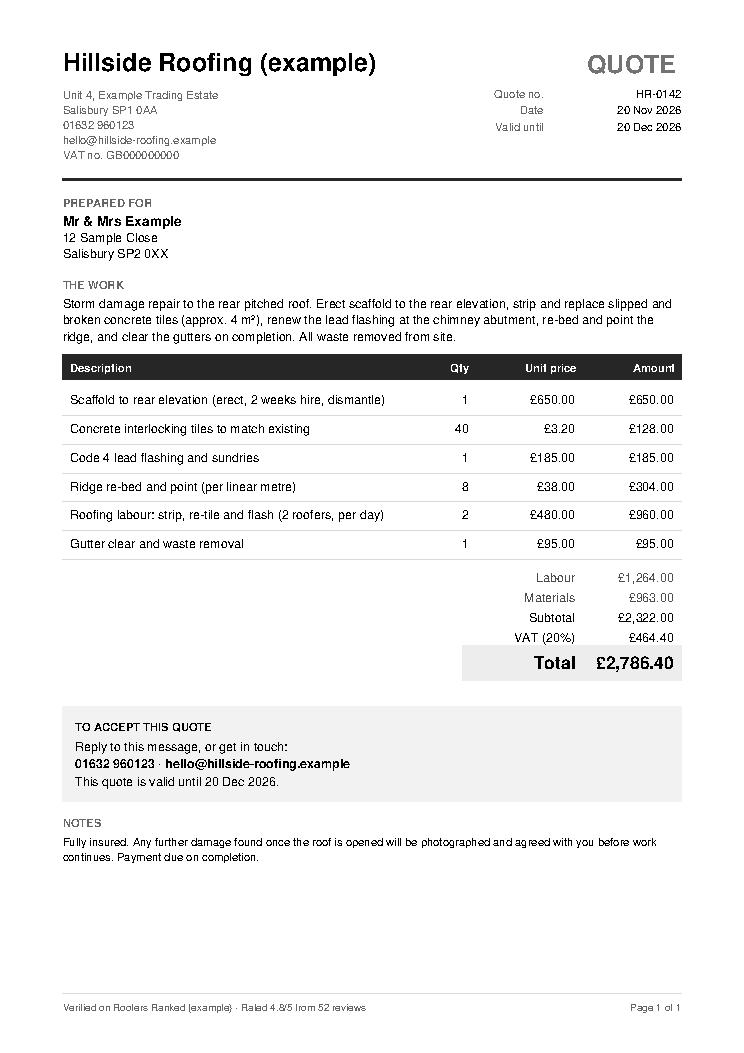 Hillside Roofing (example)
QUOTE
Unit 4, Example Trading Estate
Salisbury SP1 0AA
01632 960123
hello@hillside-roofing.example
VAT no. GB000000000
Quote no. HR-0142
Date 20 Nov 2026
Valid until 20 Dec 2026
PREPARED FOR
Mr & Mrs Example
12 Sample Close
Salisbury SP2 0XX
THE WORK
Storm damage repair to the rear pitched roof. Erect scaffold to the rear elevation, strip and replace slipped and
broken concrete tiles (approx. 4 m²), renew the lead flashing at the chimney abutment, re-bed and point the
ridge, and clear the gutters on completion. All waste removed from site.
Description Qty Unit price Amount
Scaffold to rear elevation (erect, 2 weeks hire, dismantle) 1 £650.00 £650.00
Concrete interlocking tiles to match existing 40 £3.20 £128.00
Code 4 lead flashing and sundries 1 £185.00 £185.00
Ridge re-bed and point (per linear metre) 8 £38.00 £304.00
Roofing labour: strip, re-tile and flash (2 roofers, per day) 2 £480.00 £960.00
Gutter clear and waste removal 1 £95.00 £95.00
Labour £1,264.00
Materials £963.00
Subtotal £2,322.00
VAT (20%) £464.40
Total £2,786.40
TO ACCEPT THIS QUOTE
Reply to this message, or get in touch:
01632 960123 · hello@hillside-roofing.example
This quote is valid until 20 Dec 2026.
NOTES
Fully insured. Any further damage found once the roof is opened will be photographed and agreed with you before work
continues. Payment due on completion.
Verified on Roofers Ranked (example) · Rated 4.8/5 from 52 reviews
Page 1 of 1